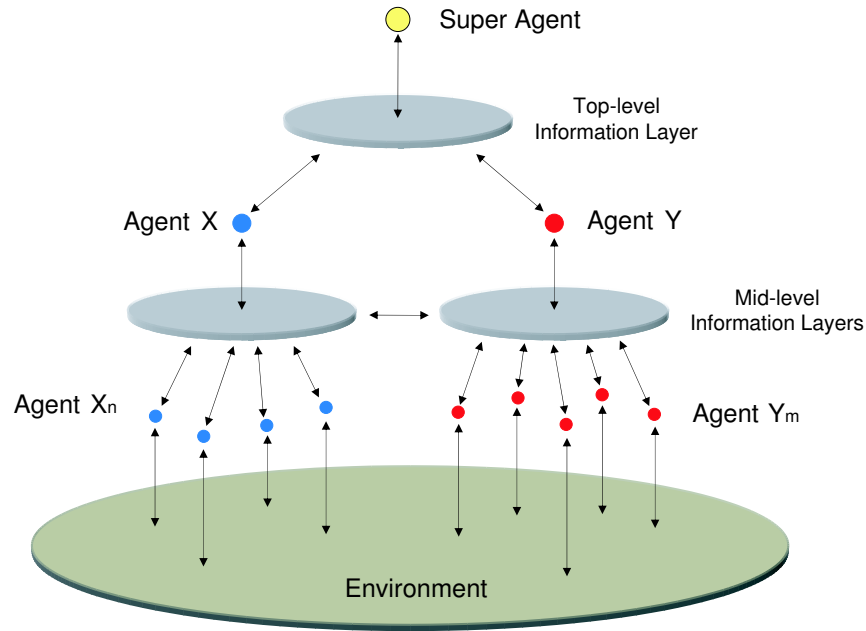 Super Agent
Top-level
Information Layer
Agent X
Agent Y
Mid-level
Information Layers
Agent Xn
Agent Ym
Environment